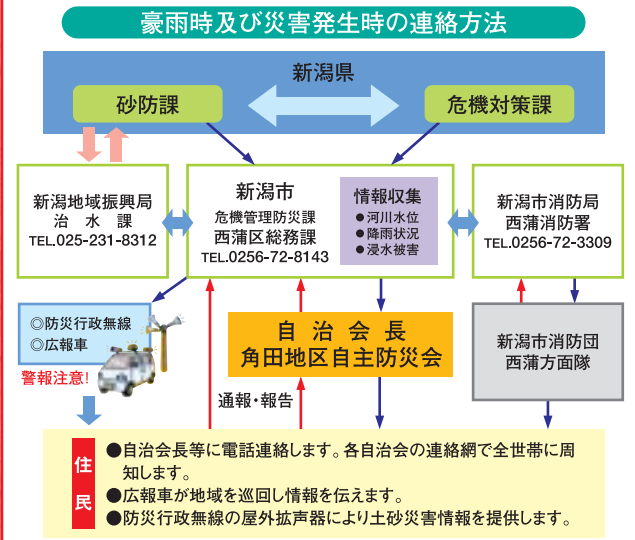 豪雨時及び災害発生時の連絡方法
新潟県
砂防課
危機対策課
新潟地域振興局
治水課
TEL.025-231-8312
新潟市
危機管理防災課
西蒲区総務課
TEL.0256-72-8143
情報収集
●河川水位
●降雨状況
●浸水被害
新潟市消防局
西蒲消防署
TEL.0256-72-3309
◎防災行政無線
◎広報車
警報注意!
自治会長
角田地区自主防災会
新潟市消防団
西蒲方面隊
通報・報告
住民
●自治会長等に電話連絡します。各自治会の連絡網で全世帯に周
知します。
●広報車が地域を巡回し情報を伝えます。
●防災行政無線の屋外拡声器により土砂災害情報を提供します。